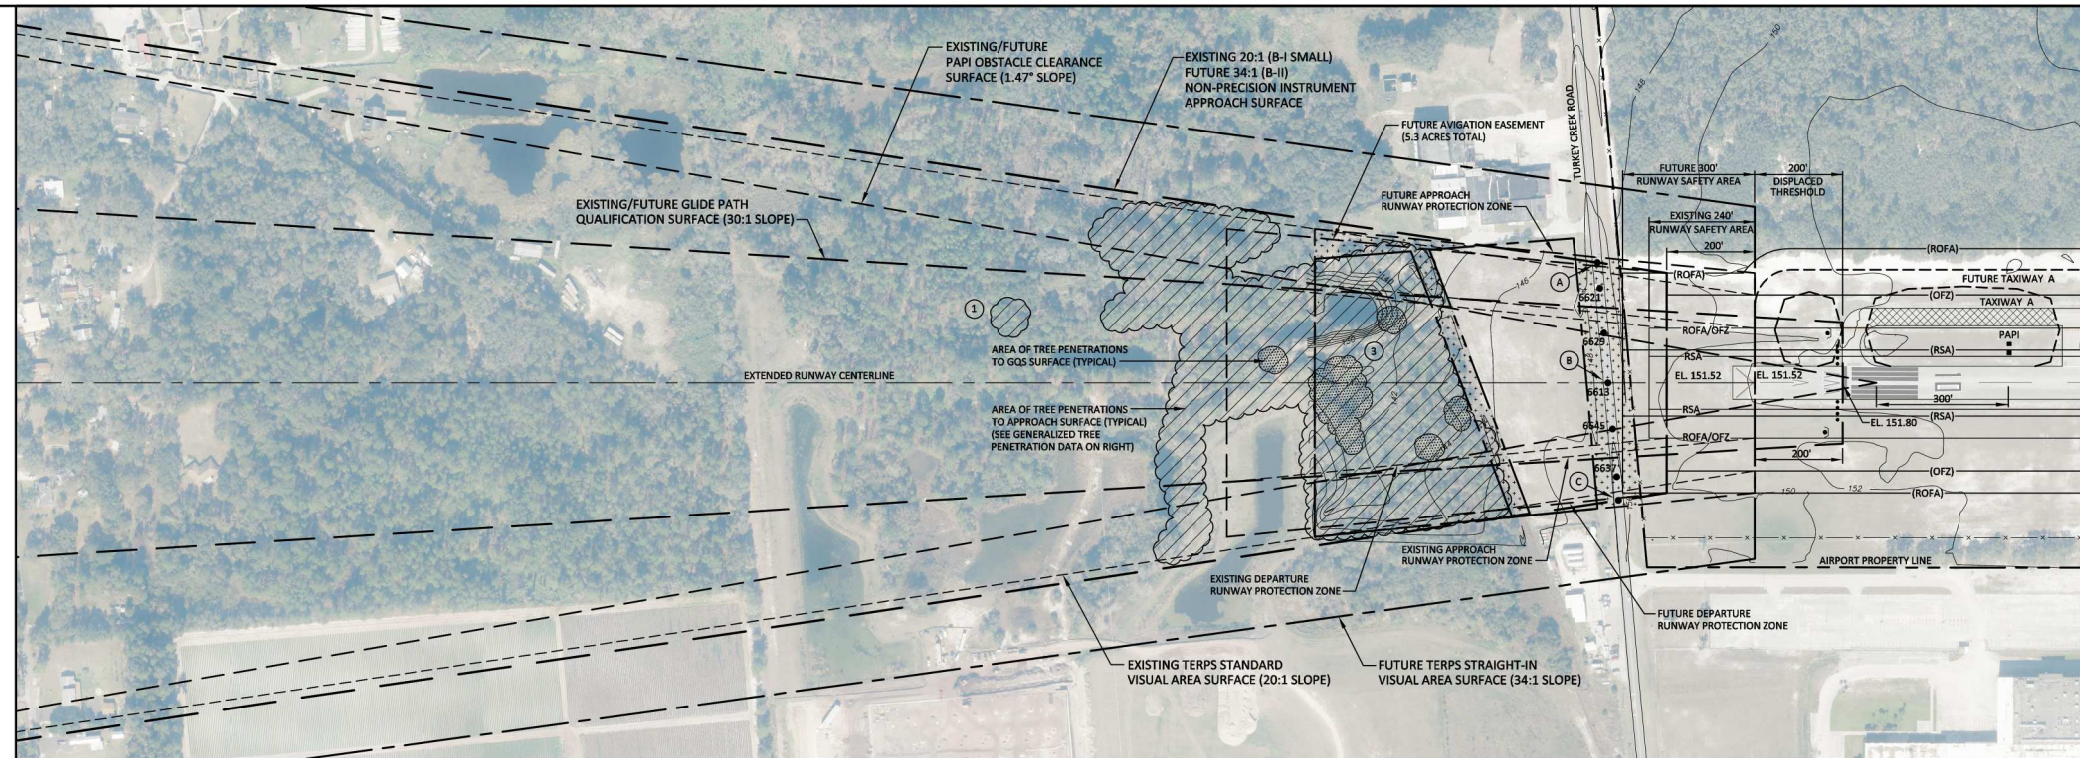 EXISTING/FUTURE
PAPI OBSTACLE CLEARANCE
SURFACE (1.47° SLOPE)
EXISTING 20:1 (B-I SMALL)
FUTURE 34:1 (B-II)
NON-PRECISION INSTRUMENT
APPROACH SURFACE
FUTURE AVIGATION EASEMENT
(5.3 ACRES TOTAL)
TURKEY CREEK ROAD
148
150
FUTURE 300'
RUNWAY SAFETY AREA
200'
DISPLACED
THRESHOLD
EXISTING/FUTURE GLIDE PATH
QUALIFICATION SURFACE (30:1 SLOPE)
FUTURE APPROACH
RUNWAY PROTECTION ZONE
EXISTING 240'
RUNWAY SAFETY AREA
200'
(ROFA)
(ROFA)
FUTURE TAXIWAY A
(OFZ)
TAXIWAY A
146
A
6621
1
3
ROFA/OFZ
6629
PAPI
AREA OF TREE PENETRATIONS
TO GQS SURFACE (TYPICAL)
RSA
(RSA)
B
148
EXTENDED RUNWAY CENTERLINE
EL. 151.52
EL. 151.52
6613
142
300'
AREA OF TREE PENETRATIONS
TO APPROACH SURFACE (TYPICAL)
(SEE GENERALIZED TREE
PENETRATION DATA ON RIGHT)
RSA
(RSA)
EL. 151.80
6645
ROFA/OFZ
200'
6637
(OFZ)
C
150
152
(ROFA)
EXISTING APPROACH
RUNWAY PROTECTION ZONE
AIRPORT PROPERTY LINE
EXISTING DEPARTURE
RUNWAY PROTECTION ZONE
FUTURE DEPARTURE
RUNWAY PROTECTION ZONE
EXISTING TERPS STANDARD
VISUAL AREA SURFACE (20:1 SLOPE)
FUTURE TERPS STRAIGHT-IN
VISUAL AREA SURFACE (34:1 SLOPE)